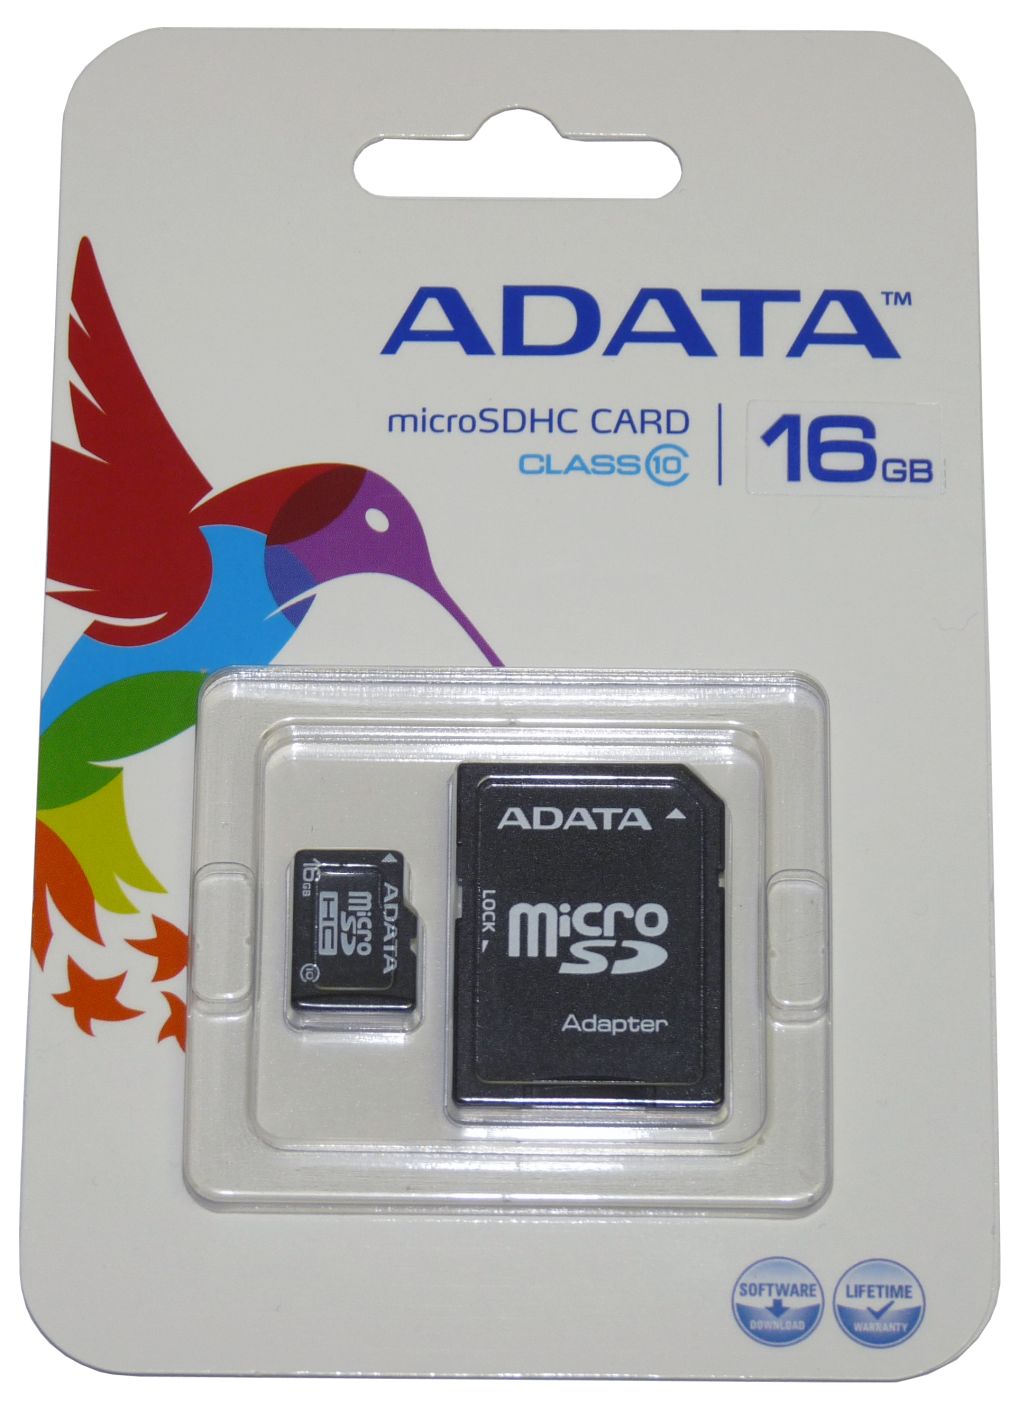 ADATA™
microSDHC CARD
CLASS 10
16GB
16GB
ADATA
micro
SD
HC
10
ADATA
LOCK
micro
SD
Adapter
SOFTWARE
DOWNLOAD
LIFETIME
WARRANTY